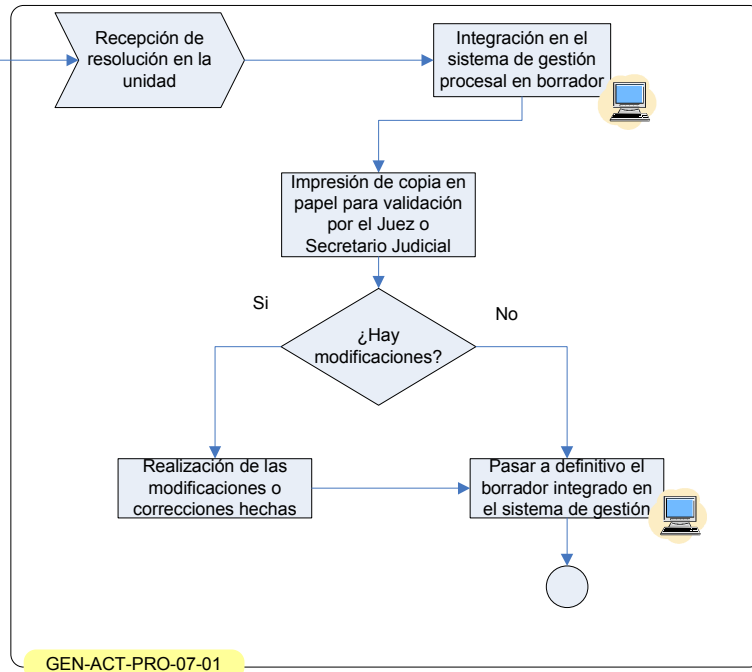 Recepción de
resolución en la
unidad
Integración en el
sistema de gestión
procesal en borrador
Impresión de copia en
papel para validación
por el Juez o
Secretario Judicial
Si
No
¿Hay
modificaciones?
Realización de las
modificaciones o
correcciones hechas
Pasar a definitivo el
borrador integrado en
el sistema de gestión
GEN-ACT-PRO-07-01